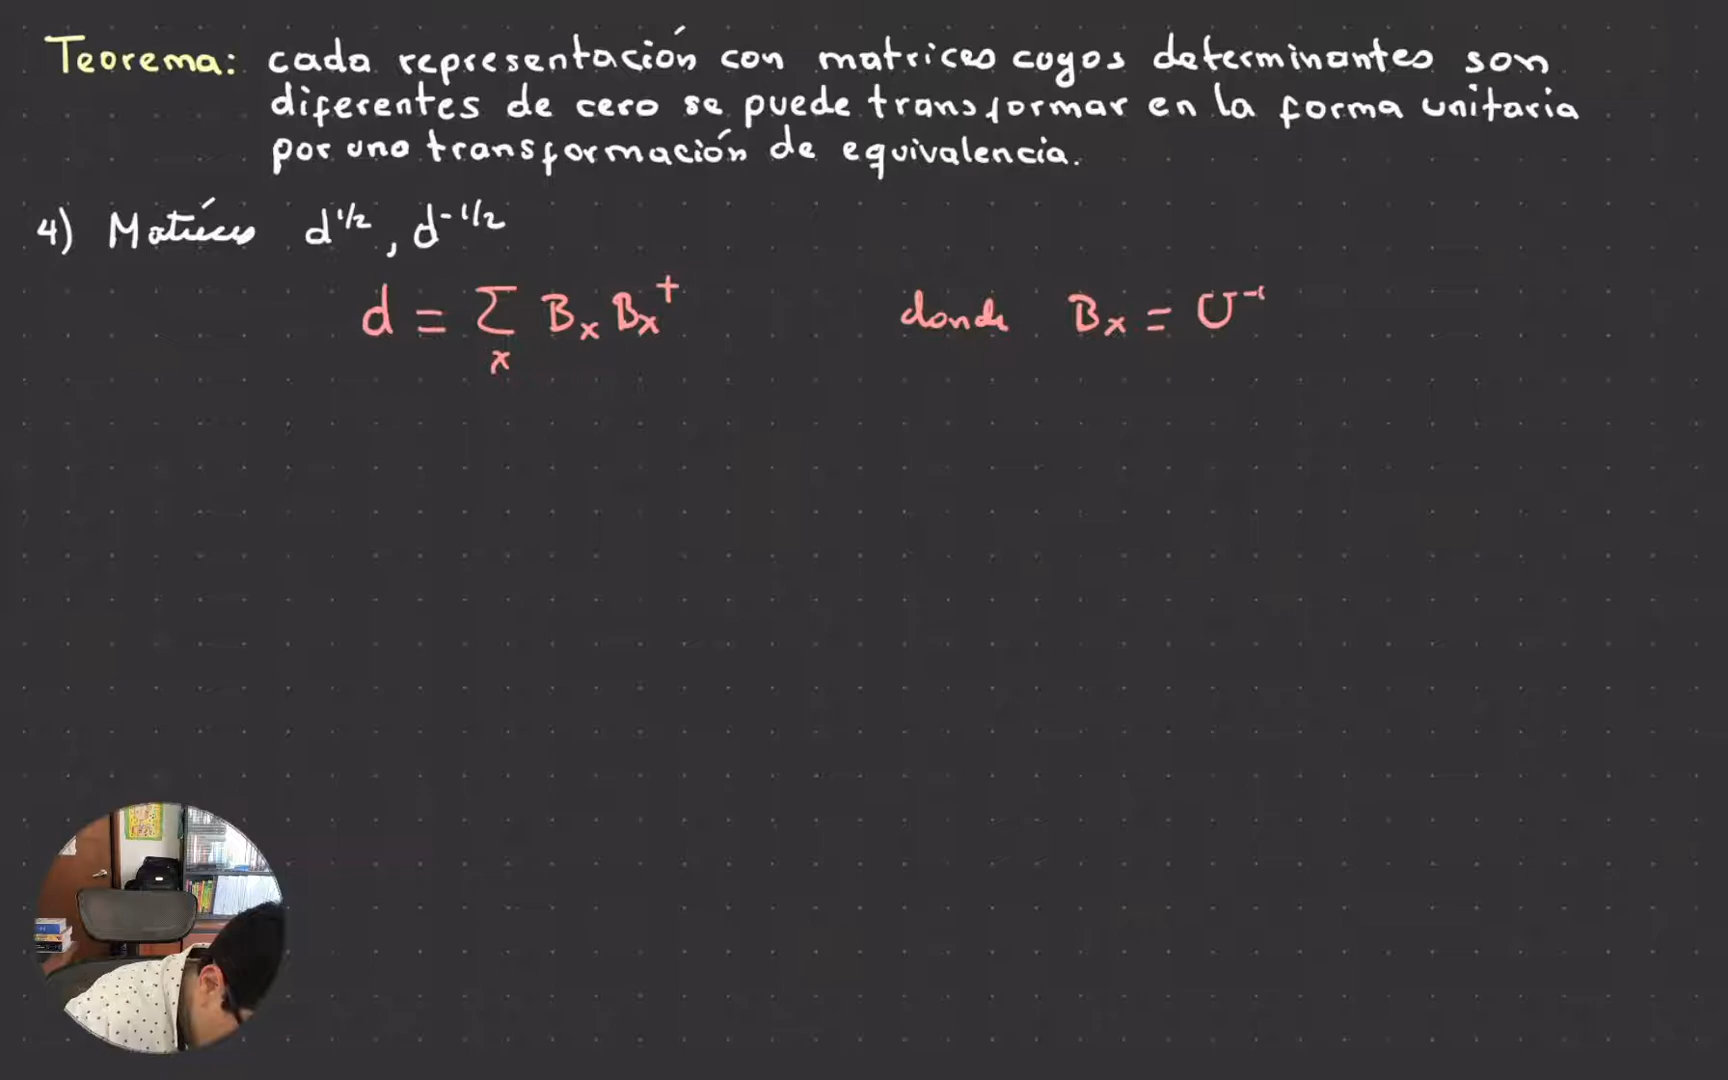 Teorema: cada representación con matrices cuyos determinantes son
diferentes de cero se puede transformar en la forma unitaria
por una transformación de equivalencia.
4) Matrices d^1/2, d^-1/2
d = Σ_x B_x B_x^+ donde B_x = U^-1